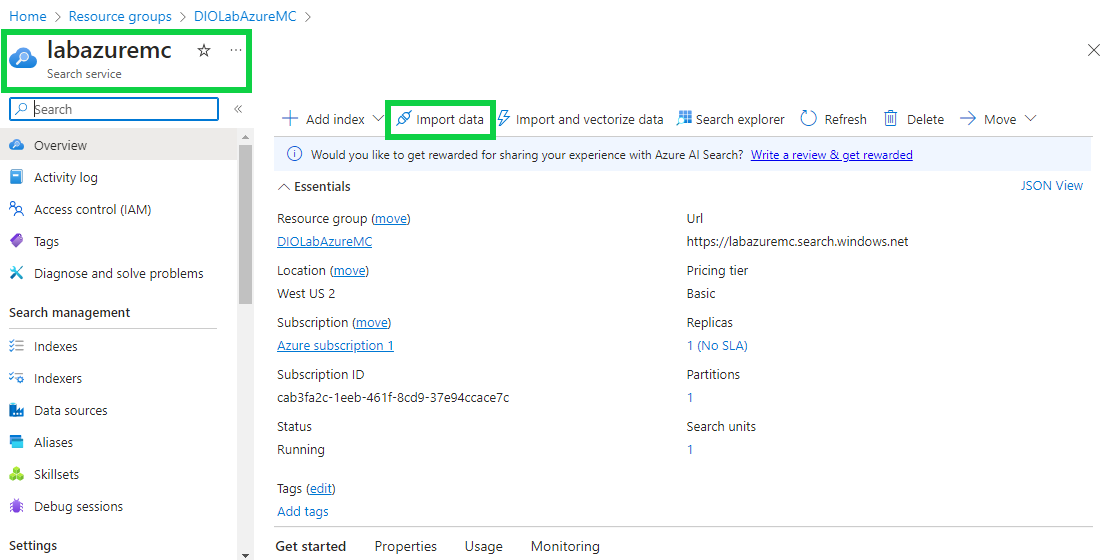 Home > Resource groups > DIOLabAzureMC >
labazuremc
Search service
Search
Overview
Activity log
Access control (IAM)
Tags
Diagnose and solve problems
Search management
Indexes
Indexers
Data sources
Aliases
Skillsets
Debug sessions
Settings
Add index Import data Import and vectorize data Search explorer Refresh Delete Move
Would you like to get rewarded for sharing your experience with Azure AI Search? Write a review & get rewarded
Essentials
JSON View
Resource group (move)
DIOLabAzureMC
Location (move)
West US 2
Subscription (move)
Azure subscription 1
Subscription ID
cab3fa2c-1eeb-461f-8cd9-37e94ccace7c
Status
Running
Url
https://labazuremc.search.windows.net
Pricing tier
Basic
Replicas
1 (No SLA)
Partitions
1
Search units
1
Tags (edit)
Add tags
Get started Properties Usage Monitoring